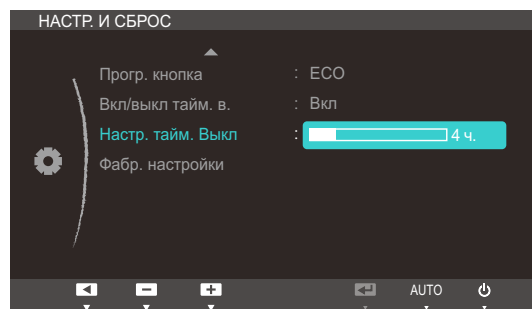 НАСТР. И СБРОС
Прогр. кнопка : ECO
Вкл/выкл тайм. в. : Вкл
Настр. тайм. Выкл : 4 ч.
Фабр. настройки
AUTO